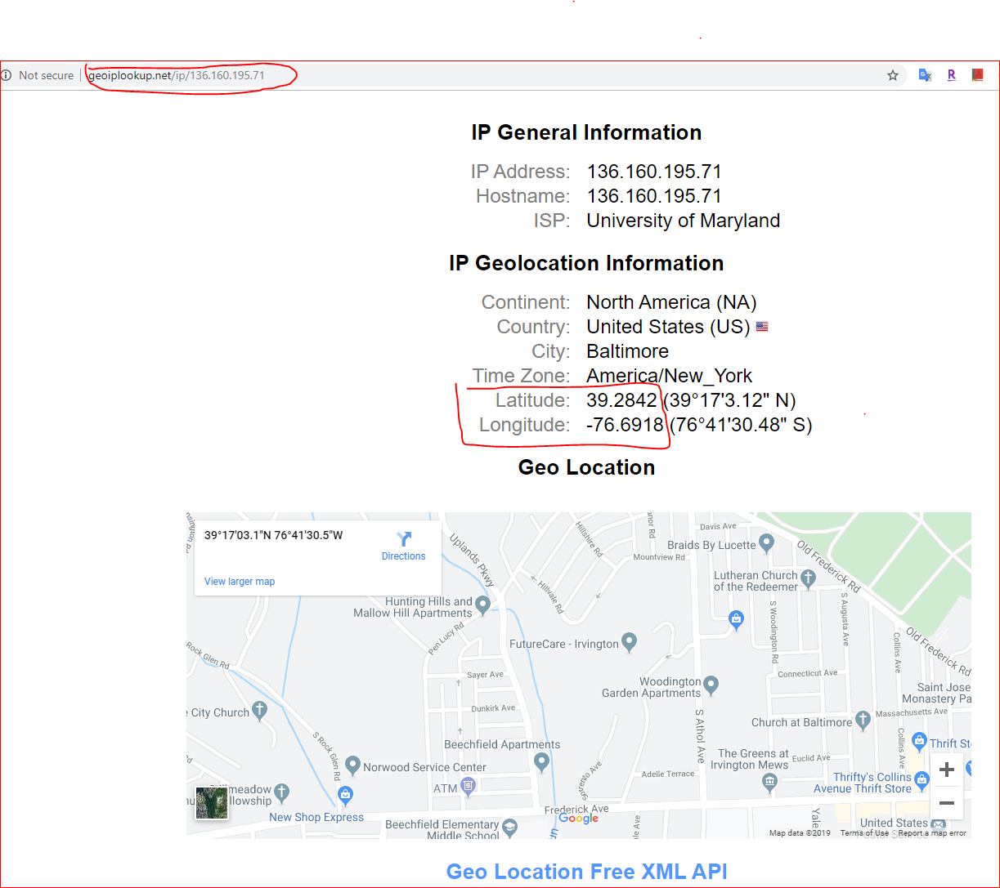 Not secure
geoiplookup.net/ip/136.160.195.71
IP General Information
IP Address: 136.160.195.71
Hostname: 136.160.195.71
ISP: University of Maryland
IP Geolocation Information
Continent: North America (NA)
Country: United States (US)
City: Baltimore
Time Zone: America/New_York
Latitude: 39.2842 (39°17'3.12" N)
Longitude: -76.6918 (76°41'30.48" S)
Geo Location
39°17'03.1"N 76°41'30.5"W
Directions
View larger map
Uplands Pkwy
Hillshire Rd
Davis Ave
Braids By Lucette
Mountview Rd
Old Frederick Rd
Lutheran Church
of the Redeemer
Hillvale Rd
Hunting Hills and
Mallow Hill Apartments
S Woodington Rd
S Augusta Ave
Pen Lucy Rd
FutureCare - Irvington
Rock Glen Rd
Collins Ave
Old Frederick Rd
Sayer Ave
Connecticut Ave
Woodington
Garden Apartments
Saint Jose
Monastery Pa
Dunkirk Ave
City Church
S Athol Ave
Massachusetts Ave
Church at Baltimore
S Rock Glen Rd
Beechfield Apartments
Collins Ave
Thrift St
The Greens at
Irvington Mews
Euclid Ave
Norwood Service Center
Adelle Terrace
Thrifty's Collins
Avenue Thrift Store
ATM
New Shop Express
Frederick Ave
Google
Yale
Beechfield Elementary
Middle School
United States
Map data ©2019 Terms of Use Report a map error
Geo Location Free XML API